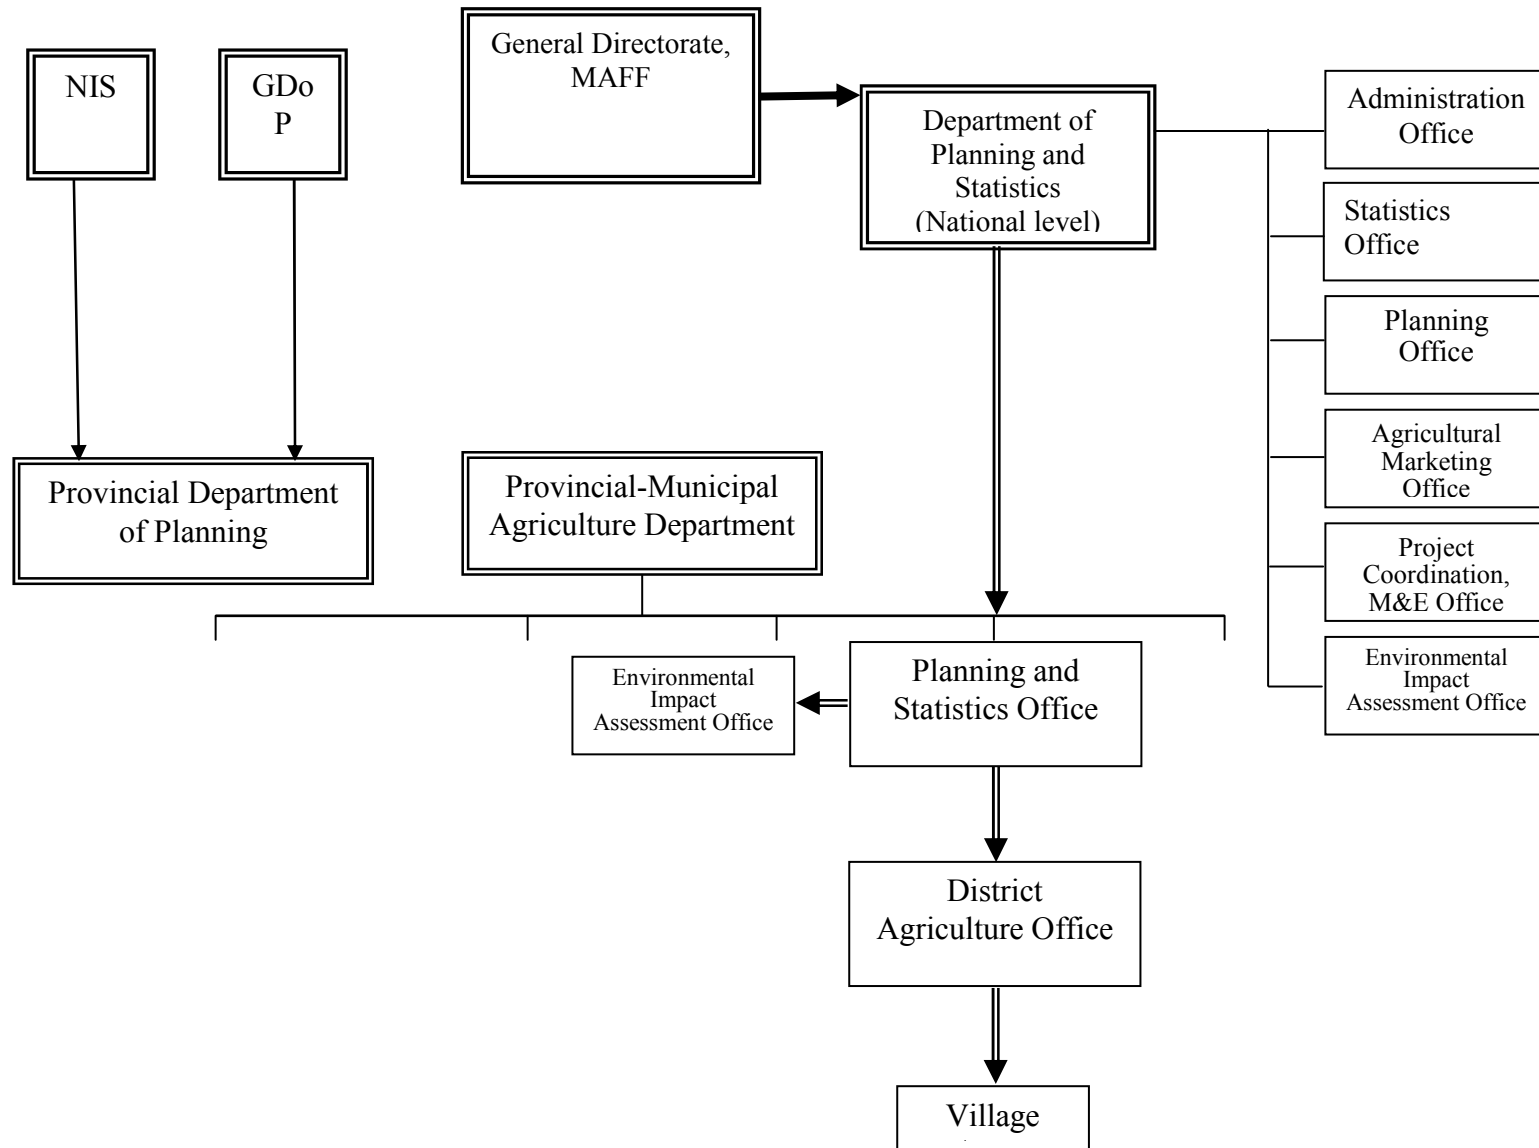 NIS
GDo
P
General Directorate,
MAFF
Department of
Planning and
Statistics
(National level)
Administration
Office
Statistics
Office
Planning
Office
Agricultural
Marketing
Office
Project
Coordination,
M&E Office
Environmental
Impact
Assessment Office
Provincial Department
of Planning
Provincial-Municipal
Agriculture Department
Environmental
Impact
Assessment Office
Planning and
Statistics Office
District
Agriculture Office
Village